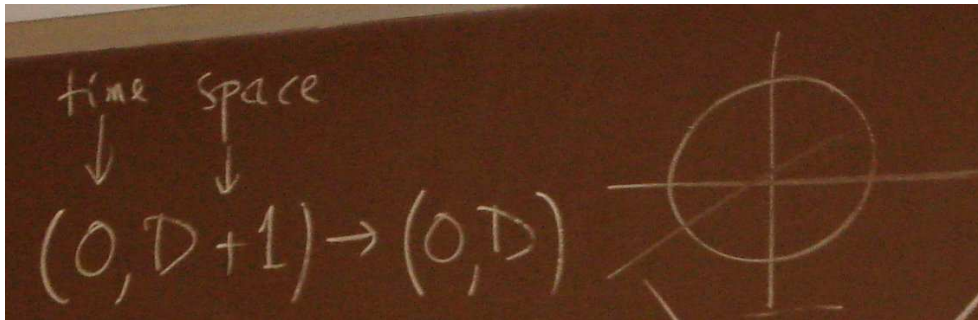 time space
↓ ↓
(0, D+1) → (0, D)